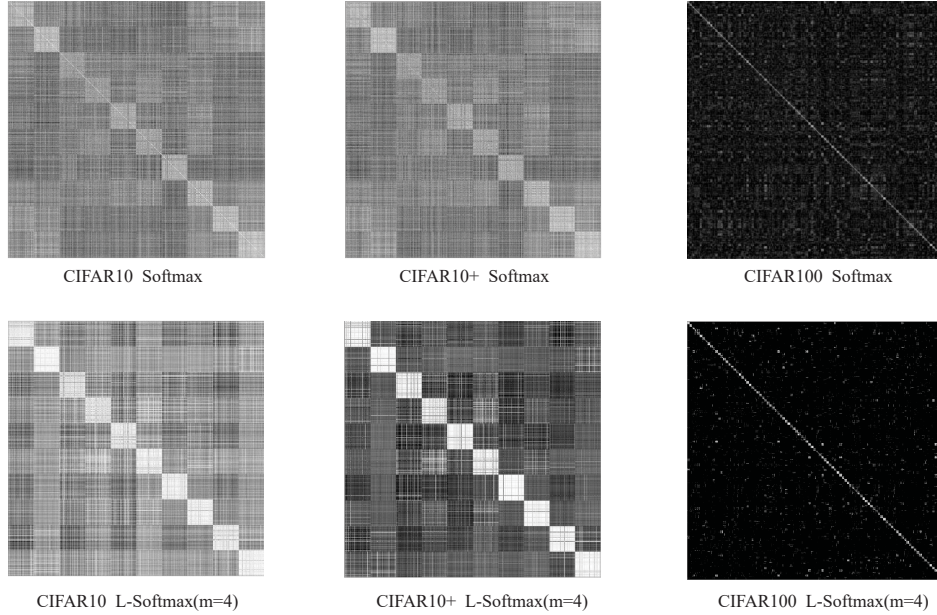 CIFAR10 Softmax
CIFAR10+ Softmax
CIFAR100 Softmax
CIFAR10 L-Softmax(m=4)
CIFAR10+ L-Softmax(m=4)
CIFAR100 L-Softmax(m=4)